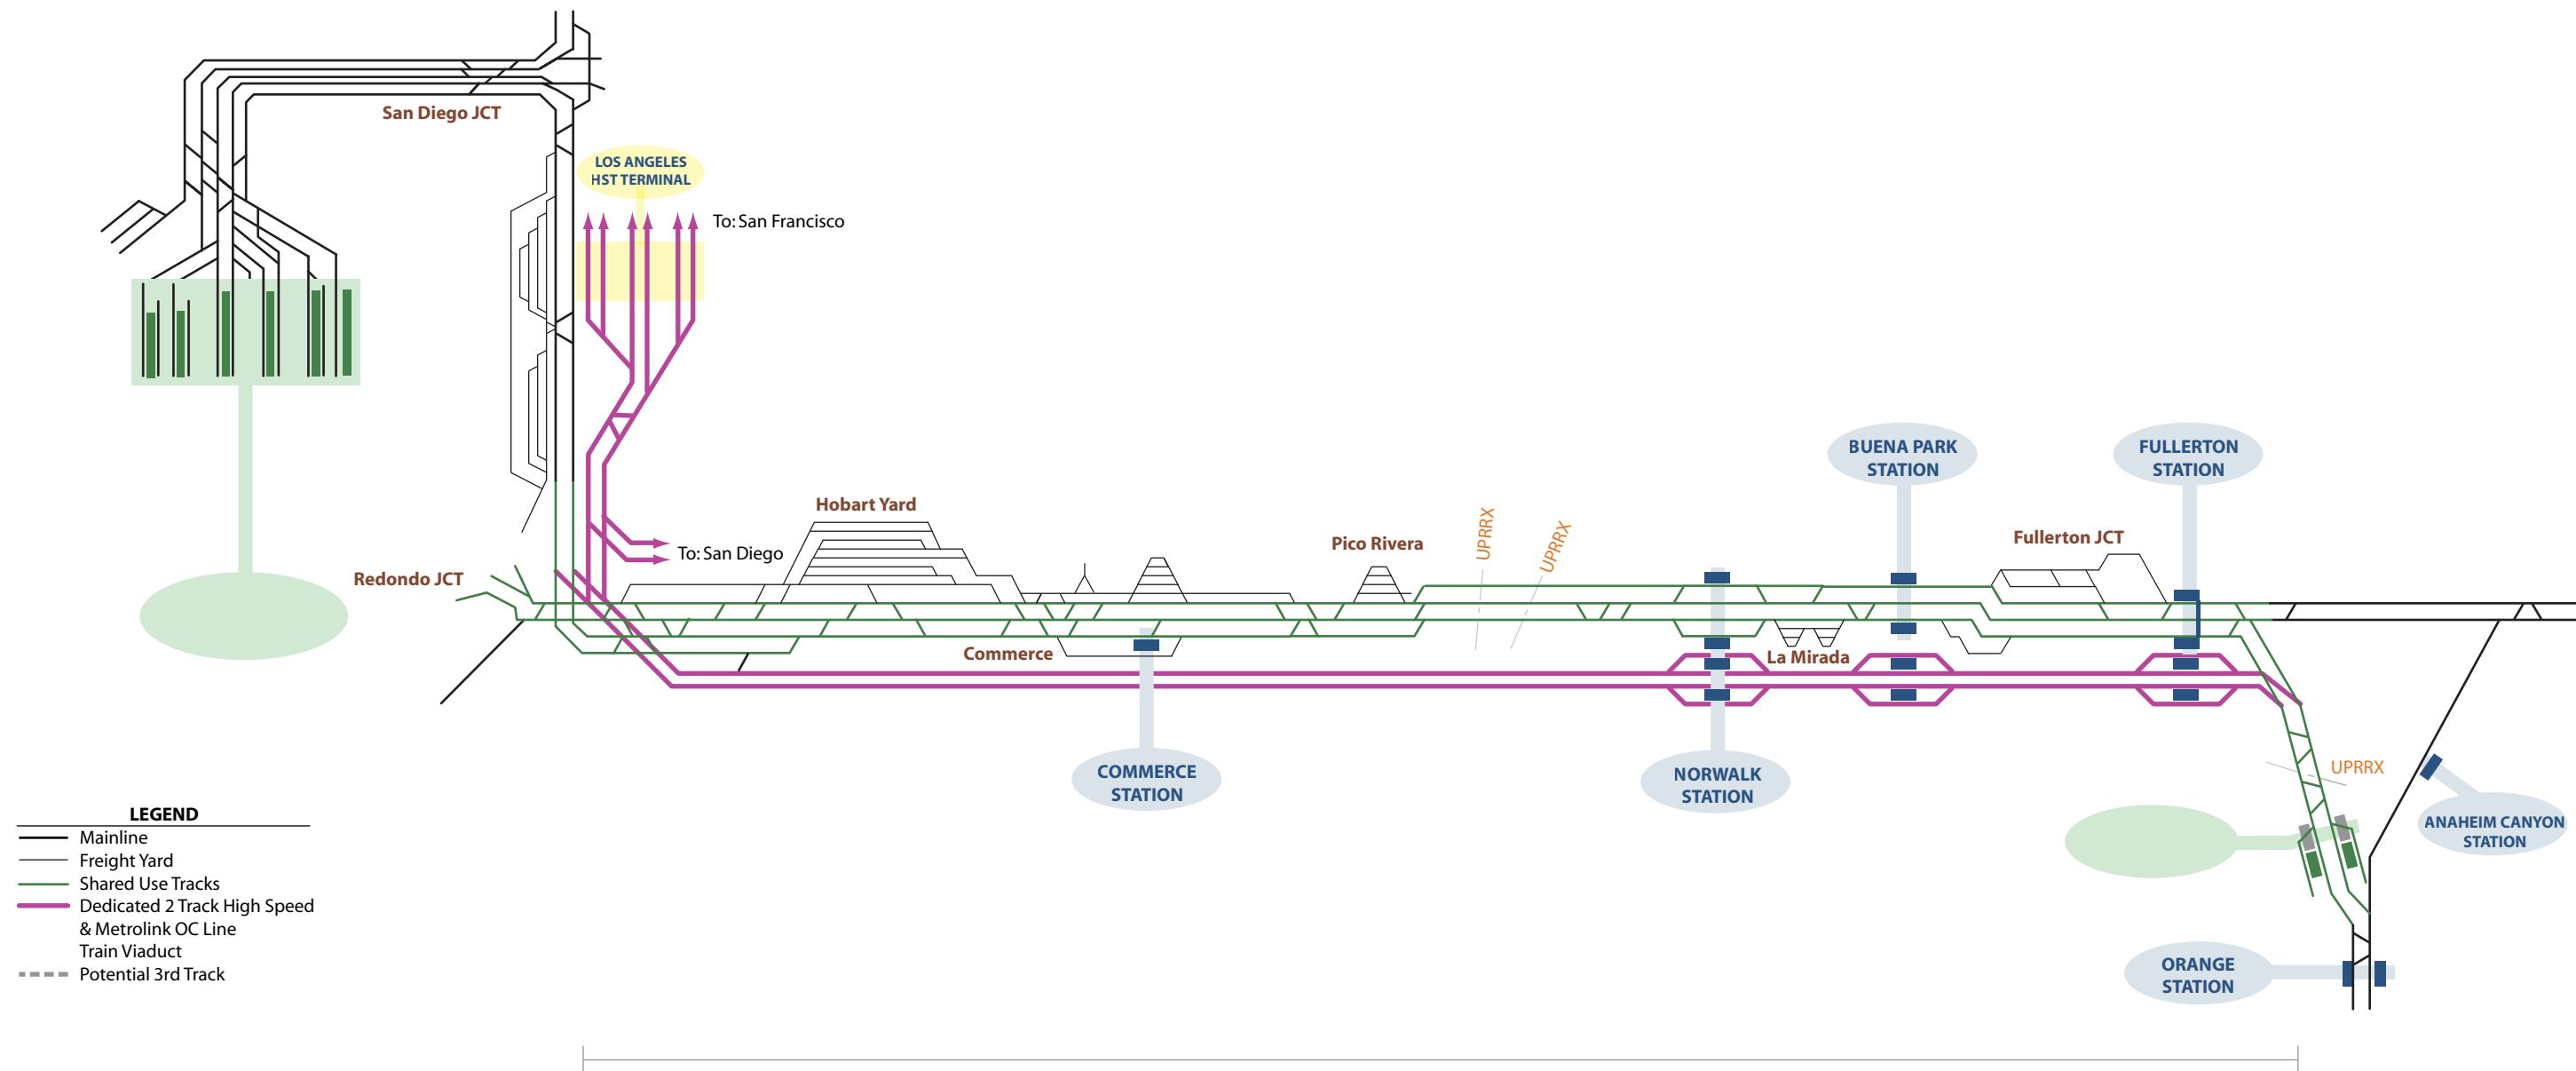 San Diego JCT
LOS ANGELES
HST TERMINAL
To: San Francisco
BUENA PARK
STATION
FULLERTON
STATION
Hobart Yard
UPRRX
UPRRX
Pico Rivera
Fullerton JCT
To: San Diego
Redondo JCT
Commerce
La Mirada
COMMERCE
STATION
NORWALK
STATION
UPRRX
ANAHEIM CANYON
STATION
LEGEND
Mainline
Freight Yard
Shared Use Tracks
Dedicated 2 Track High Speed
& Metrolink OC Line
Train Viaduct
Potential 3rd Track
ORANGE
STATION